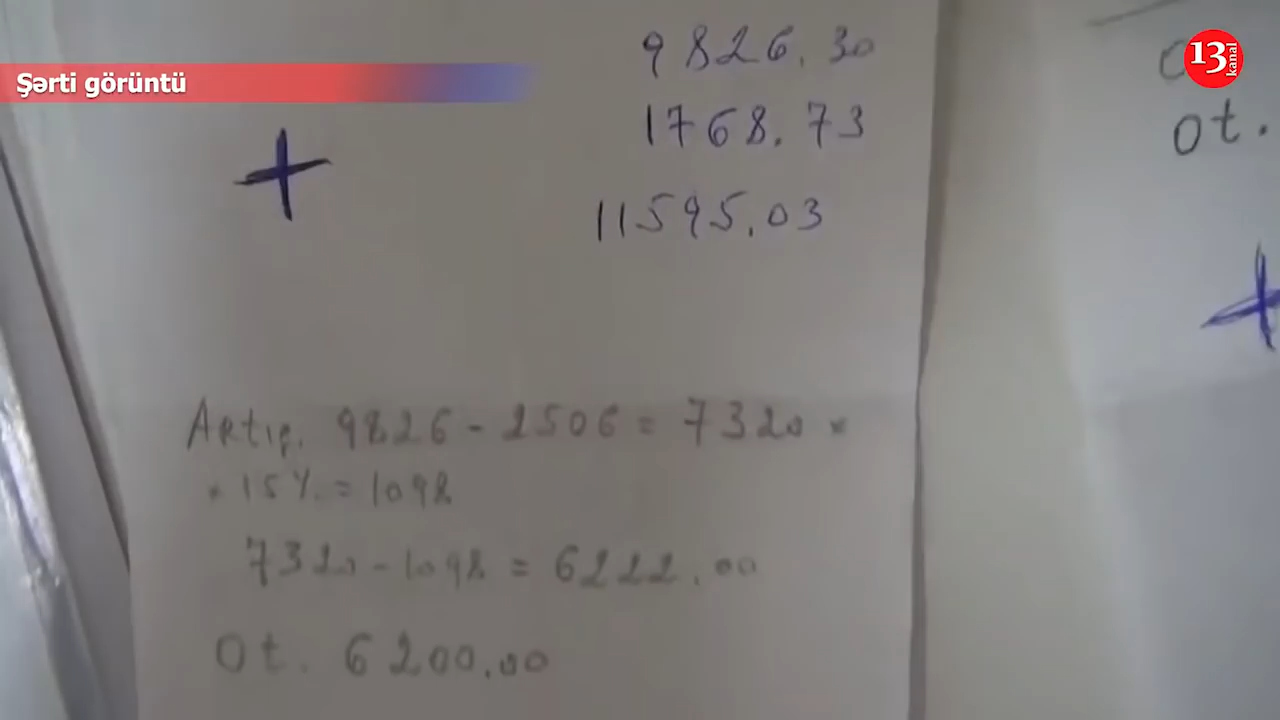 Şərti görüntü
13 kanal
9826.30
1768.73
+
11595.03
Artıq. 9826 - 2506 = 7320 ×
× 15% = 1098
7320 - 1098 = 6222.00
Ot. 6200.00
ot.
+